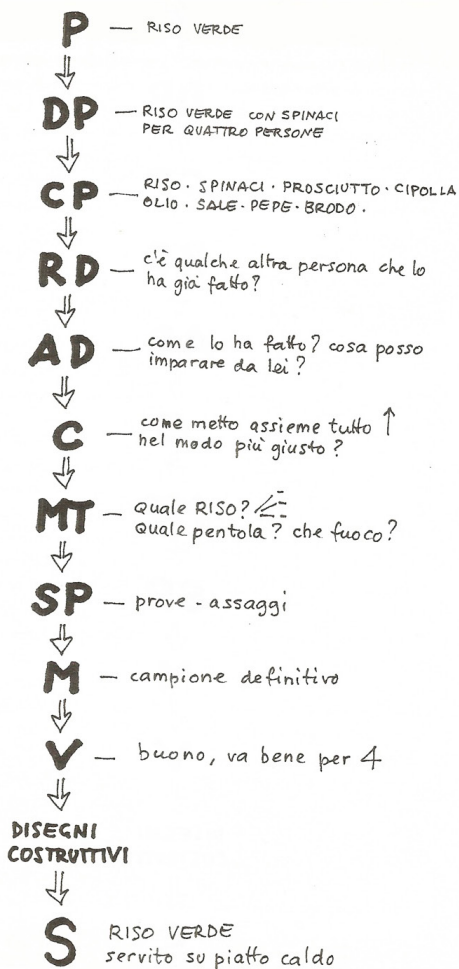 P — RISO VERDE
DP — RISO VERDE CON SPINACI
PER QUATTRO PERSONE
CP — RISO · SPINACI · PROSCIUTTO · CIPOLLA
OLIO · SALE · PEPE · BRODO ·
RD — c'è qualche altra persona che lo
ha già fatto?
AD — come lo ha fatto? cosa posso
imparare da lei?
C — come metto assieme tutto ↑
nel modo più giusto?
MT — Quale RISO?
Quale pentola? che fuoco?
SP — prove - assaggi
M — campione definitivo
V — buono, va bene per 4
DISEGNI
COSTRUTTIVI
S RISO VERDE
servito su piatto caldo